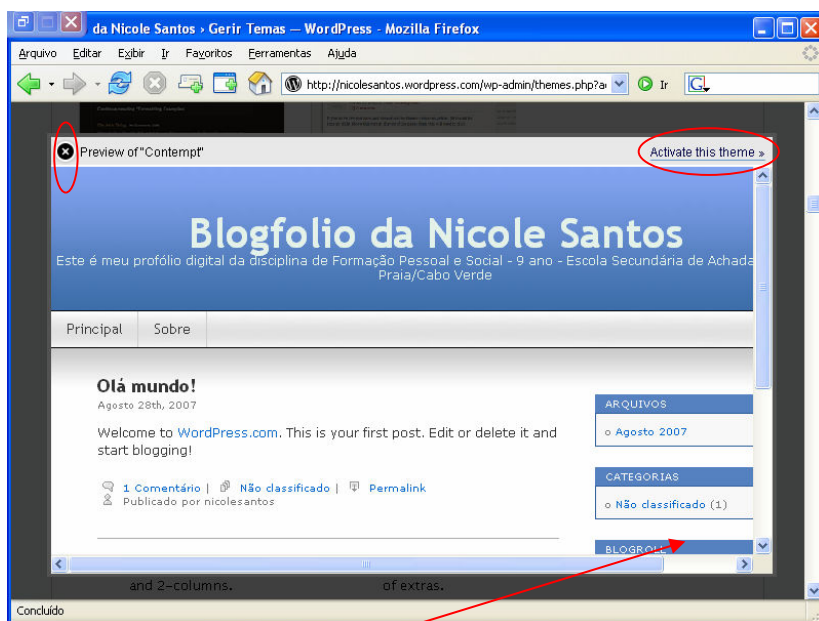 da Nicole Santos › Gerir Temas — WordPress - Mozilla Firefox
Arquivo Editar Exibir Ir Favoritos Ferramentas Ajuda
http://nicolesantos.wordpress.com/wp-admin/themes.php?a Ir G
Preview of "Contempt" Activate this theme »
Blogfolio da Nicole Santos
Este é meu profólio digital da disciplina de Formação Pessoal e Social - 9 ano - Escola Secundária de Achada
Praia/Cabo Verde
Principal Sobre
Olá mundo!
Agosto 28th, 2007
Welcome to WordPress.com. This is your first post. Edit or delete it and
start blogging!
1 Comentário | Não classificado | Permalink
Publicado por nicolesantos
ARQUIVOS
Agosto 2007
CATEGORIAS
Não classificado (1)
BLOGROLL
and 2-columns. of extras.
Concluído